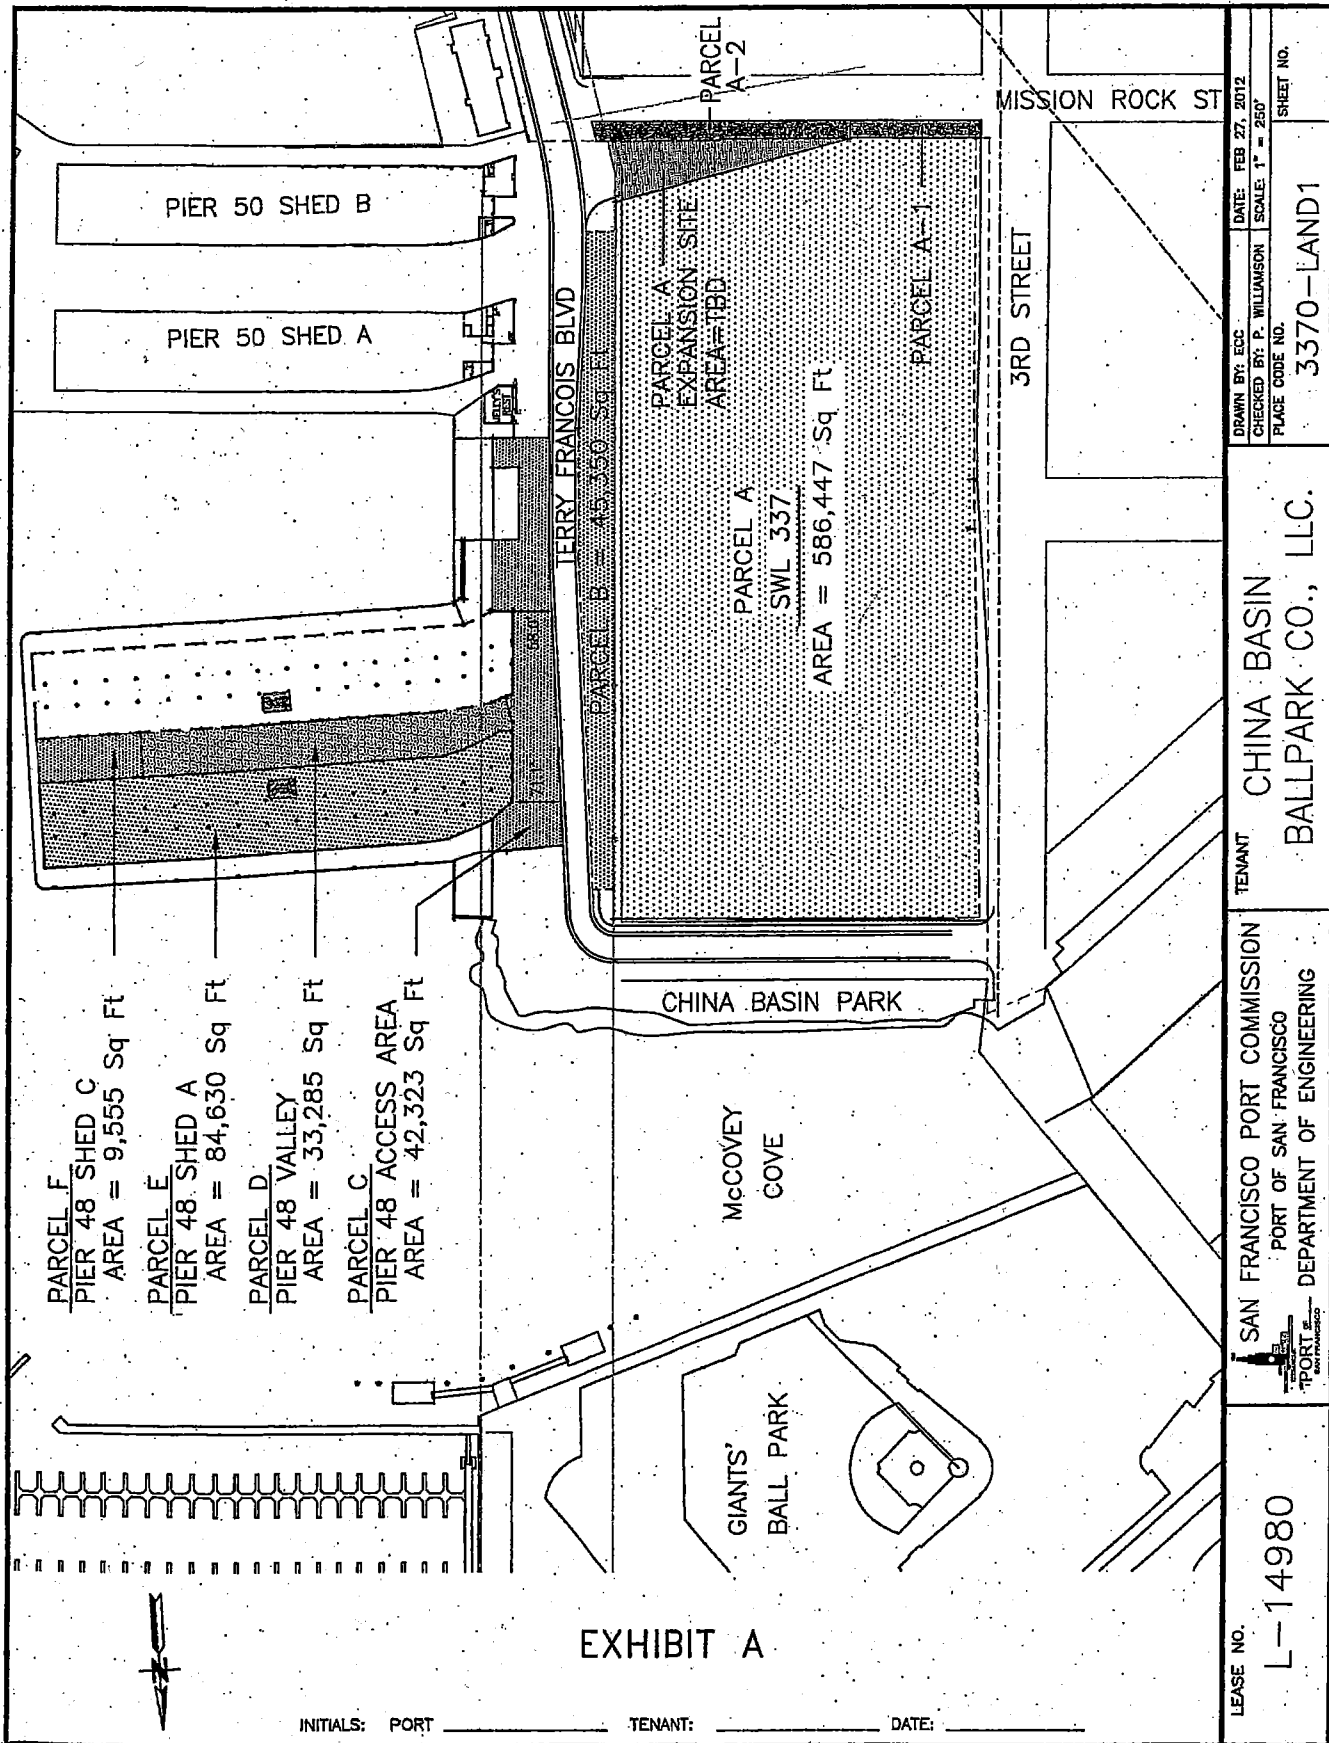 PARCEL F
PIER 48 SHED C
AREA = 9,555 Sq Ft
PARCEL E
PIER 48 SHED A
AREA = 84,630 Sq Ft
PARCEL D
PIER 48 VALLEY
AREA = 33,285 Sq Ft
PARCEL C
PIER 48 ACCESS AREA
AREA = 42,323 Sq Ft
PIER 50 SHED B
PIER 50 SHED A
JELLY'S
REST
TERRY FRANCOIS BLVD
PARCEL B = 45,350 Sq Ft
PARCEL
A-2
PARCEL A
EXPANSION SITE
AREA=TBD
PARCEL A-1
PARCEL A
SWL 337
AREA = 586,447 Sq Ft
MISSION ROCK ST
3RD STREET
CHINA BASIN PARK
McCOVEY
COVE
GIANTS'
BALL PARK
EXHIBIT A
INITIALS: PORT TENANT: DATE:
LEASE NO.
L-14980
SAN FRANCISCO PORT COMMISSION
PORT OF SAN FRANCISCO
DEPARTMENT OF ENGINEERING
PORT OF
SAN FRANCISCO
TENANT
CHINA BASIN
BALLPARK CO., LLC.
DRAWN BY: ECC
DATE: FEB 27, 2012
CHECKED BY: P. WILLIAMSON
SCALE: 1" = 250'
PLACE CODE NO.
3370-LAND1
SHEET NO.